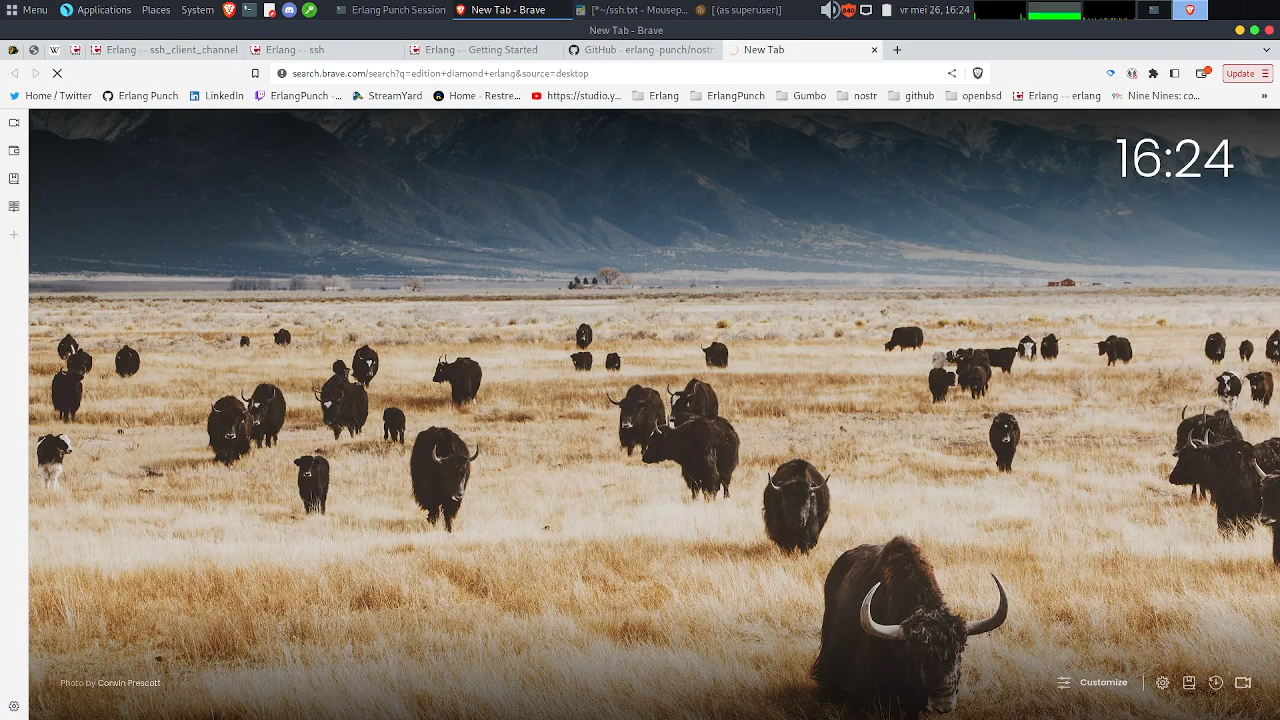 Menu Applications Places System Erlang Punch Session New Tab - Brave [*~/ssh.txt - Mousep... [(as superuser)] 840 vr mei 26, 16:24
New Tab - Brave
Erlang -- ssh_client_channel Erlang -- ssh Erlang -- Getting Started GitHub - erlang-punch/nostr New Tab
search.brave.com/search?q=edition+diamond+erlang&source=desktop Update
Home / Twitter Erlang Punch LinkedIn ErlangPunch -... StreamYard Home - Restre... https://studio.y... Erlang ErlangPunch Gumbo nostr github openbsd Erlang -- erlang Nine Nines: co... »
16:24
Photo by Corwin Prescott Customize